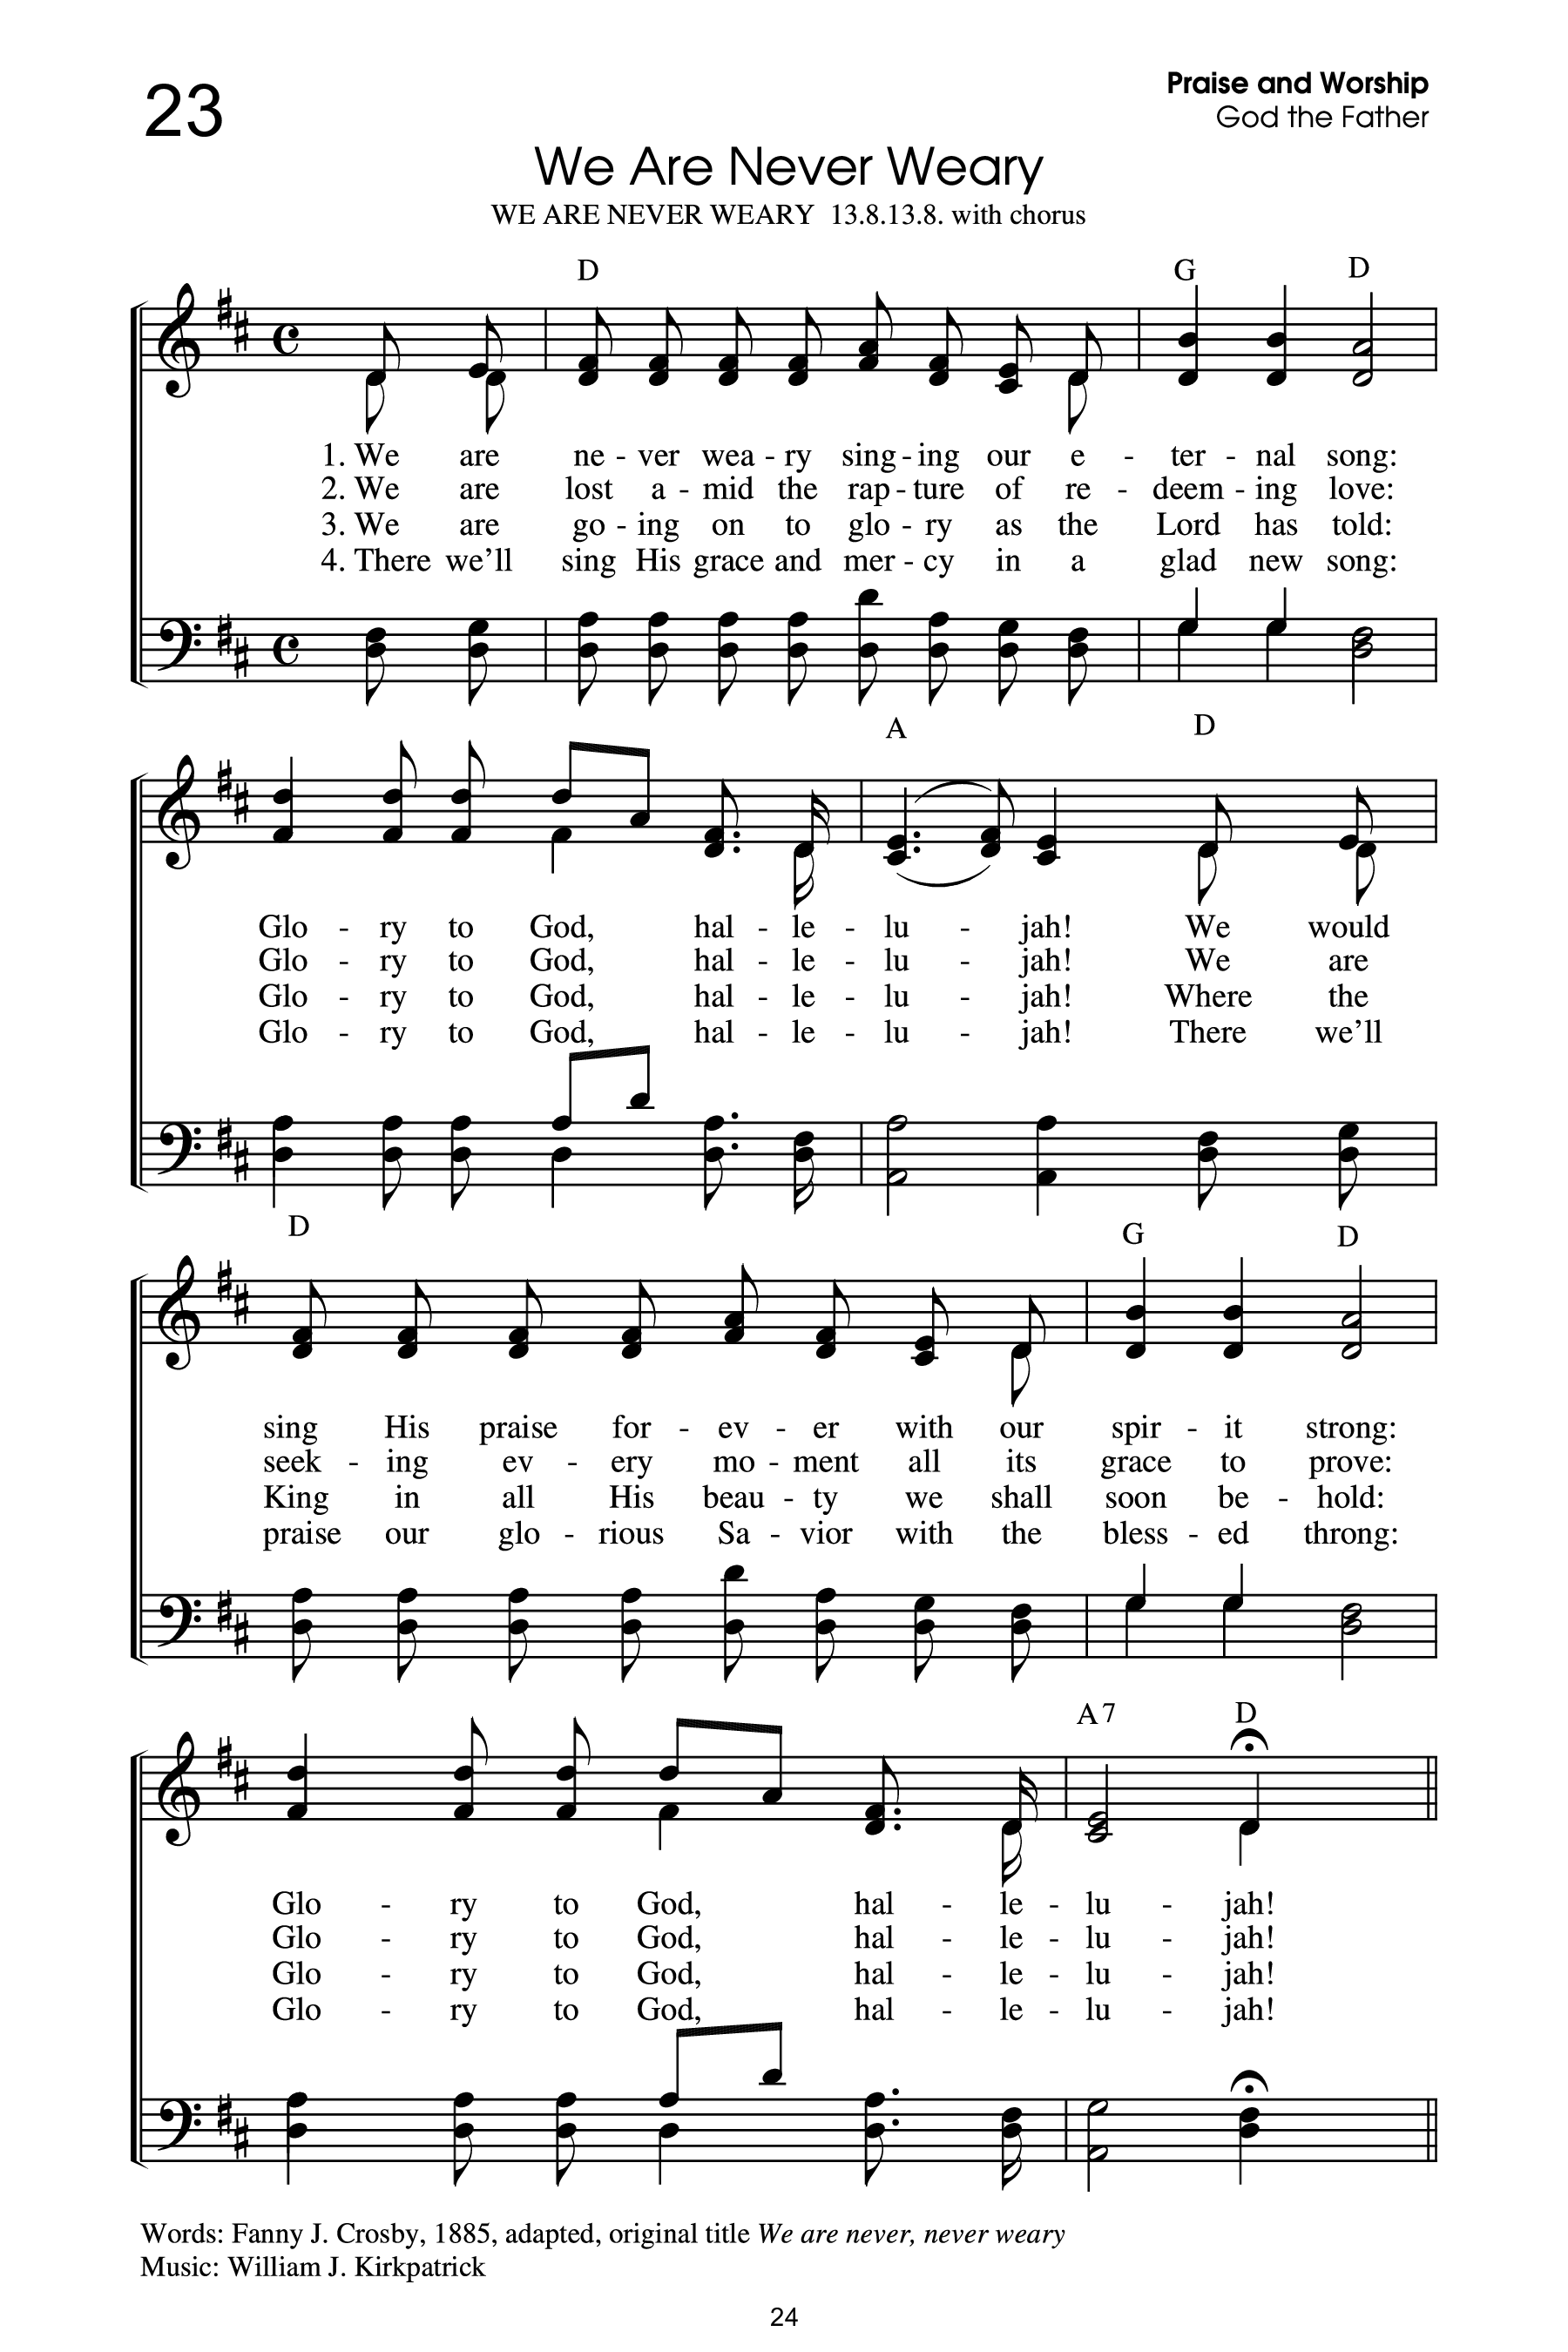 23
Praise and Worship
God the Father
We Are Never Weary
WE ARE NEVER WEARY 13.8.13.8. with chorus
D G D
1. We are ne - ver wea - ry sing - ing our e - ter - nal song:
2. We are lost a - mid the rap - ture of re - deem - ing love:
3. We are go - ing on to glo - ry as the Lord has told:
4. There we'll sing His grace and mer - cy in a glad new song:
A D
Glo - ry to God, hal - le - lu - jah! We would
Glo - ry to God, hal - le - lu - jah! We are
Glo - ry to God, hal - le - lu - jah! Where the
Glo - ry to God, hal - le - lu - jah! There we'll
D G D
sing His praise for - ev - er with our spir - it strong:
seek - ing ev - ery mo - ment all its grace to prove:
King in all His beau - ty we shall soon be - hold:
praise our glo - rious Sa - vior with the bless - ed throng:
A7 D
Glo - ry to God, hal - le - lu - jah!
Glo - ry to God, hal - le - lu - jah!
Glo - ry to God, hal - le - lu - jah!
Glo - ry to God, hal - le - lu - jah!
Words: Fanny J. Crosby, 1885, adapted, original title We are never, never weary
Music: William J. Kirkpatrick
24